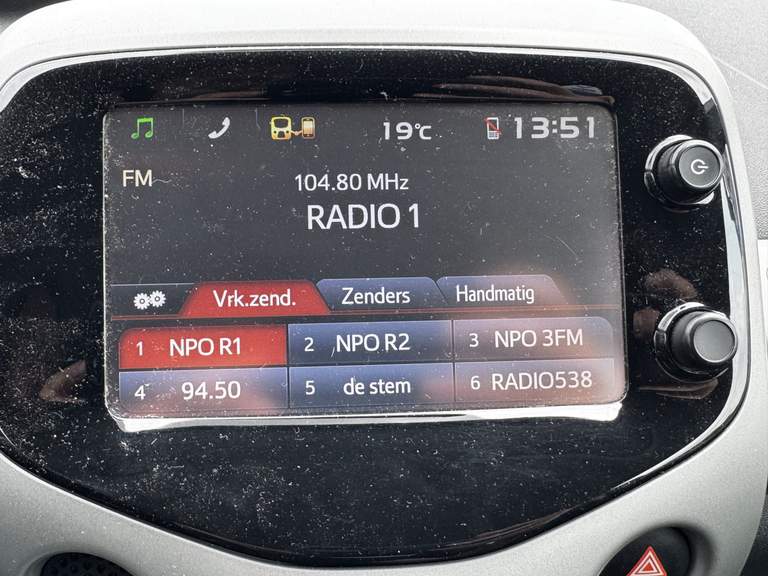 19°C 13:51
FM
104.80 MHz
RADIO 1
Vrk.zend. Zenders Handmatig
1 NPO R1 2 NPO R2 3 NPO 3FM
4 94.50 5 de stem 6 RADIO538